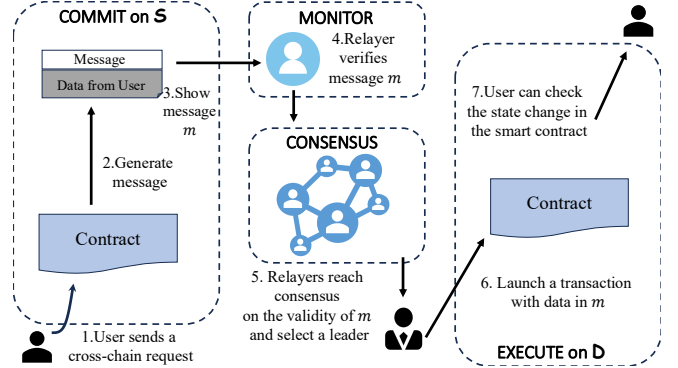 COMMIT on S
Message
Data from User
3.Show
message
m
2.Generate
message
Contract
1.User sends a
cross-chain request
MONITOR
4.Relayer
verifies
message m
CONSENSUS
5. Relayers reach
consensus
on the validity of m
and select a leader
7.User can check
the state change in
the smart contract
Contract
6. Launch a transaction
with data in m
EXECUTE on D